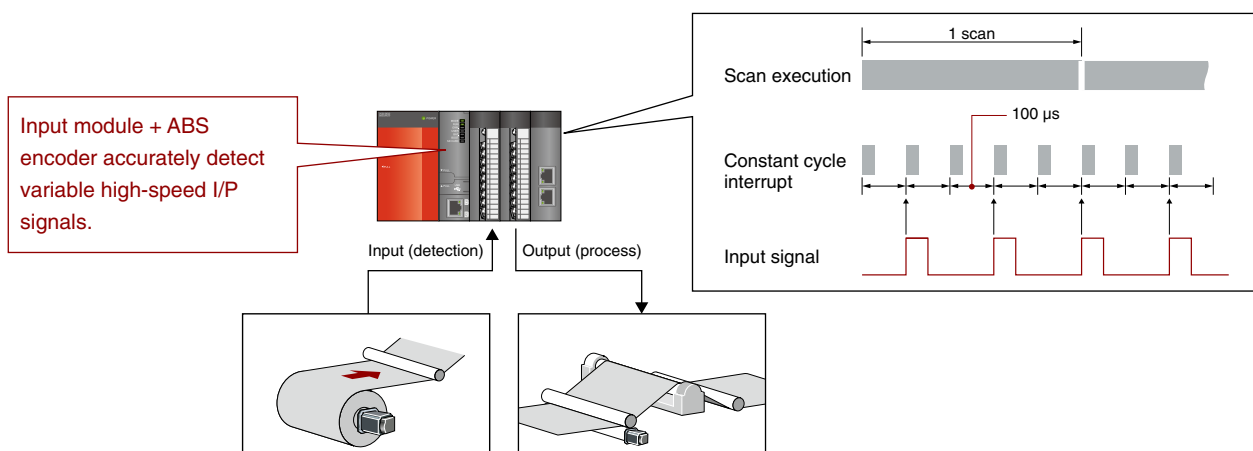 Input module + ABS
encoder accurately detect
variable high-speed I/P
signals.
Input (detection)
Output (process)
1 scan
Scan execution
100 µs
Constant cycle
interrupt
Input signal